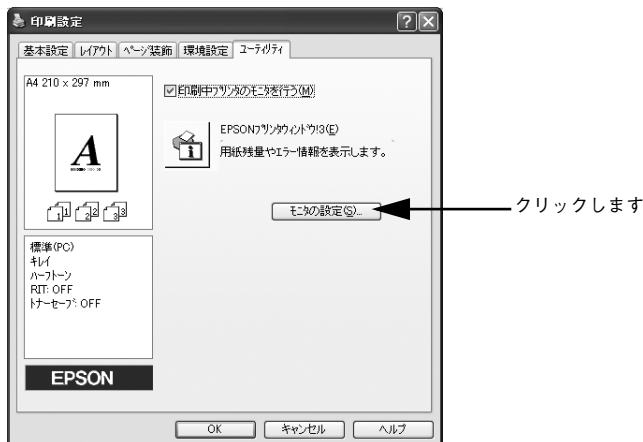 印刷設定
基本設定 レイアウト ページ装飾 環境設定 ユーティリティ
A4 210 x 297 mm
A
1 1 2 2 3 3
標準(PC)
キレイ
ハーフトーン
RIT: OFF
トナーセーブ: OFF
EPSON
印刷中プリンタのモニタを行う(M)
EPSONプリンタウィンドウ!3(E)
用紙残量やエラー情報を表示します。
モニタの設定(S)...
クリックします
OK キャンセル ヘルプ